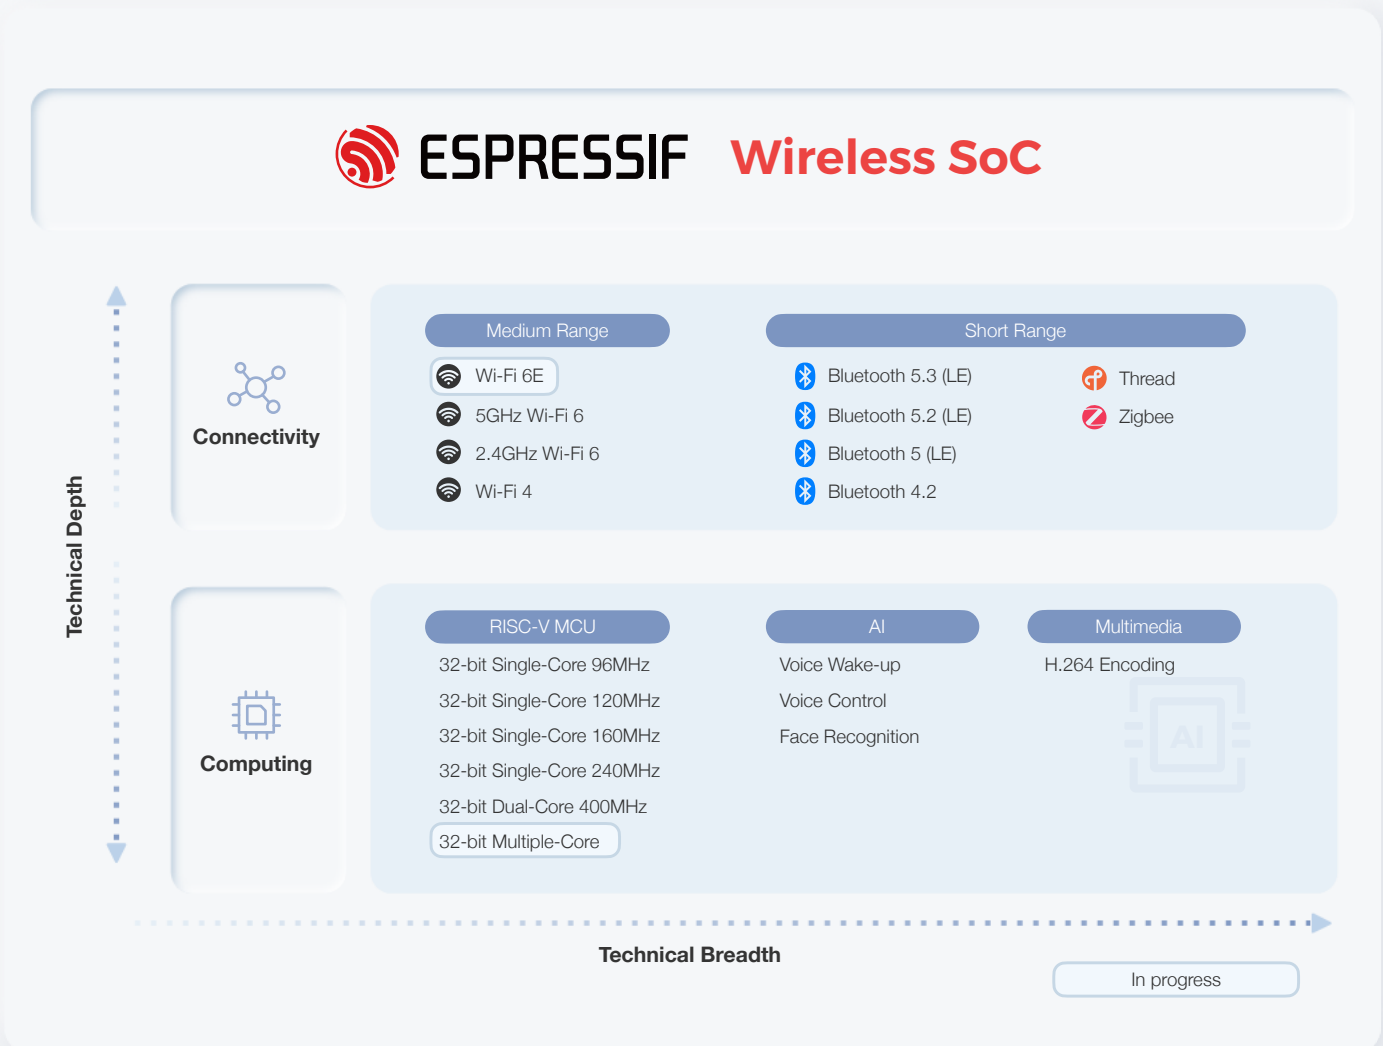 ESPRESSIF Wireless SoC
Technical Depth
Connectivity
Medium Range
Wi-Fi 6E
5GHz Wi-Fi 6
2.4GHz Wi-Fi 6
Wi-Fi 4
Short Range
Bluetooth 5.3 (LE)
Bluetooth 5.2 (LE)
Bluetooth 5 (LE)
Bluetooth 4.2
Thread
Zigbee
Computing
RISC-V MCU
32-bit Single-Core 96MHz
32-bit Single-Core 120MHz
32-bit Single-Core 160MHz
32-bit Single-Core 240MHz
32-bit Dual-Core 400MHz
32-bit Multiple-Core
AI
Voice Wake-up
Voice Control
Face Recognition
Multimedia
H.264 Encoding
AI
Technical Breadth
In progress